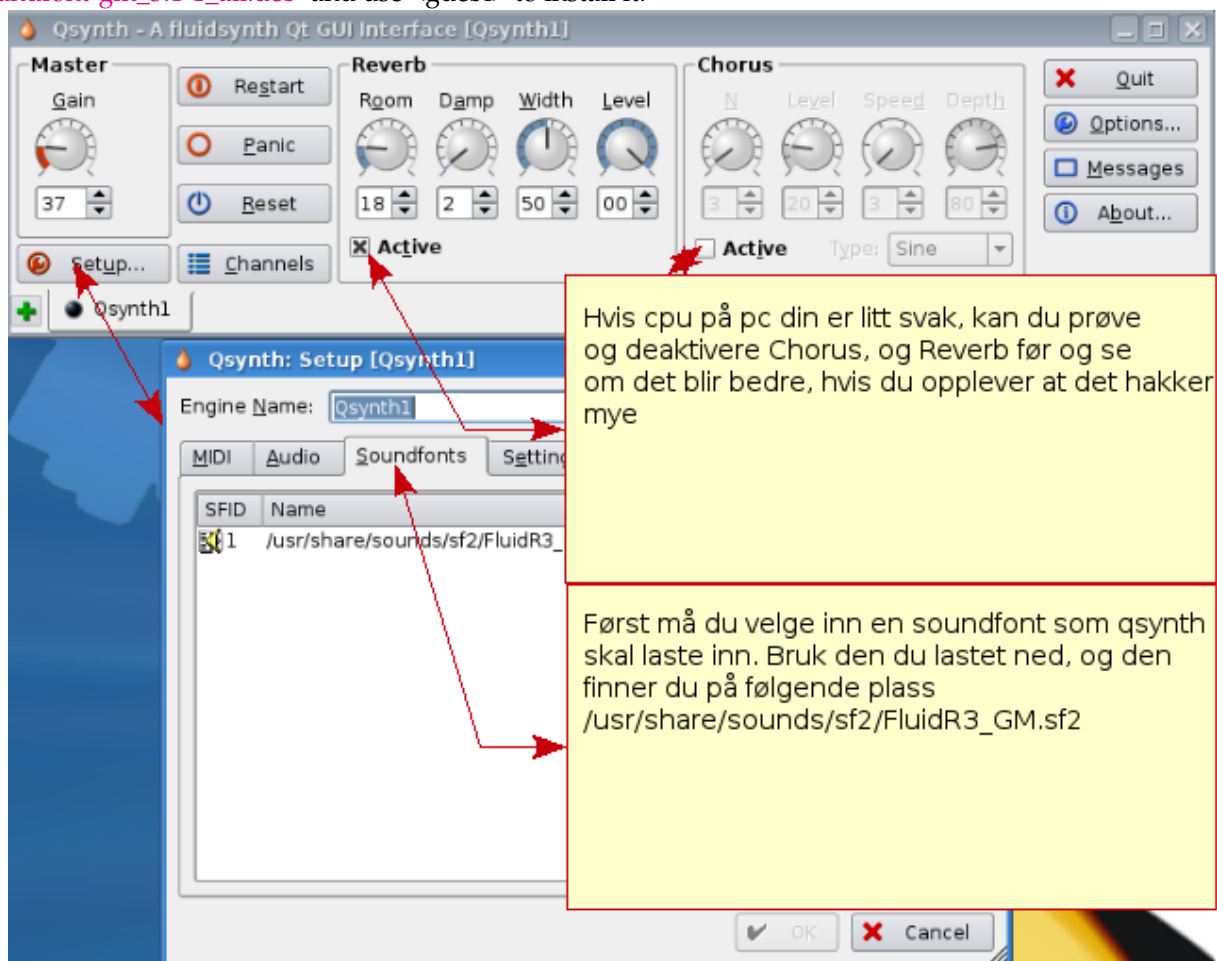 and use to install it.
Qsynth - A fluidsynth Qt GUI Interface [Qsynth1]
Master
Gain
37
Setup...
Restart
Panic
Reset
Channels
Reverb
Room Damp Width Level
18 2 50 00
Active
Chorus
N Level Speed Depth
3 20 3 80
Active Type: Sine
Quit
Options...
Messages
About...
Qsynth1
Hvis cpu på pc din er litt svak, kan du prøve
og deaktivere Chorus, og Reverb før og se
om det blir bedre, hvis du opplever at det hakker
mye
Qsynth: Setup [Qsynth1]
Engine Name: Qsynth1
MIDI Audio Soundfonts Setting
SFID Name
1 /usr/share/sounds/sf2/FluidR3_
Først må du velge inn en soundfont som qsynth
skal laste inn. Bruk den du lastet ned, og den
finner du på følgende plass
/usr/share/sounds/sf2/FluidR3_GM.sf2
OK Cancel